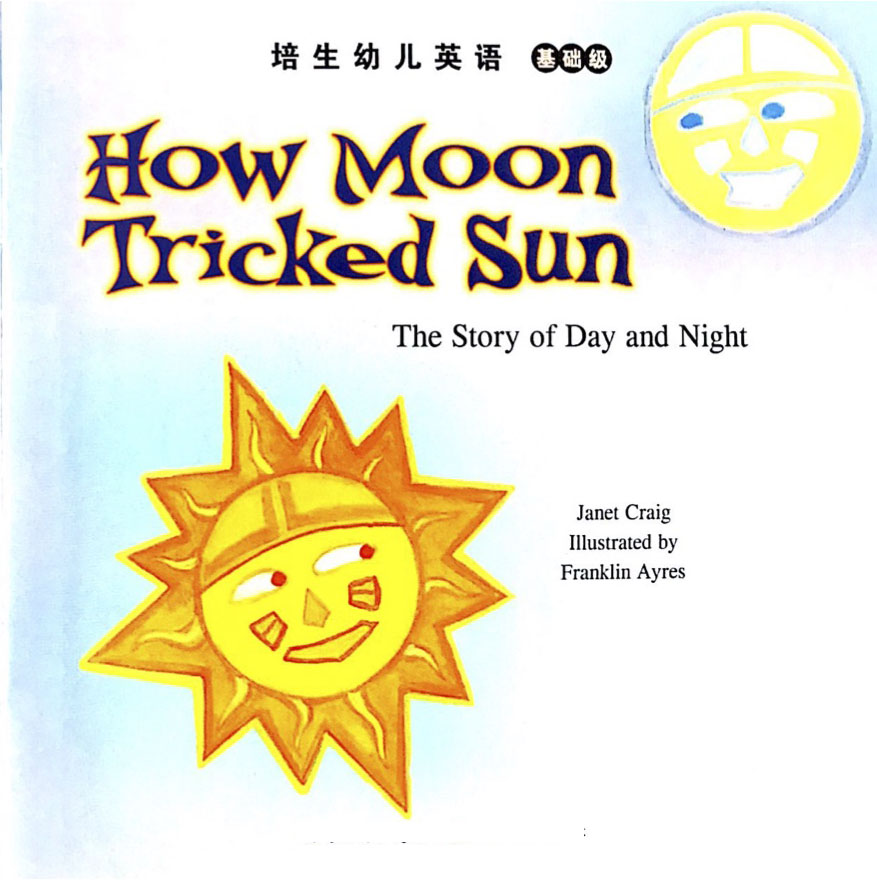 培生幼儿英语 基础级
How Moon
Tricked Sun
The Story of Day and Night
Janet Craig
Illustrated by
Franklin Ayres